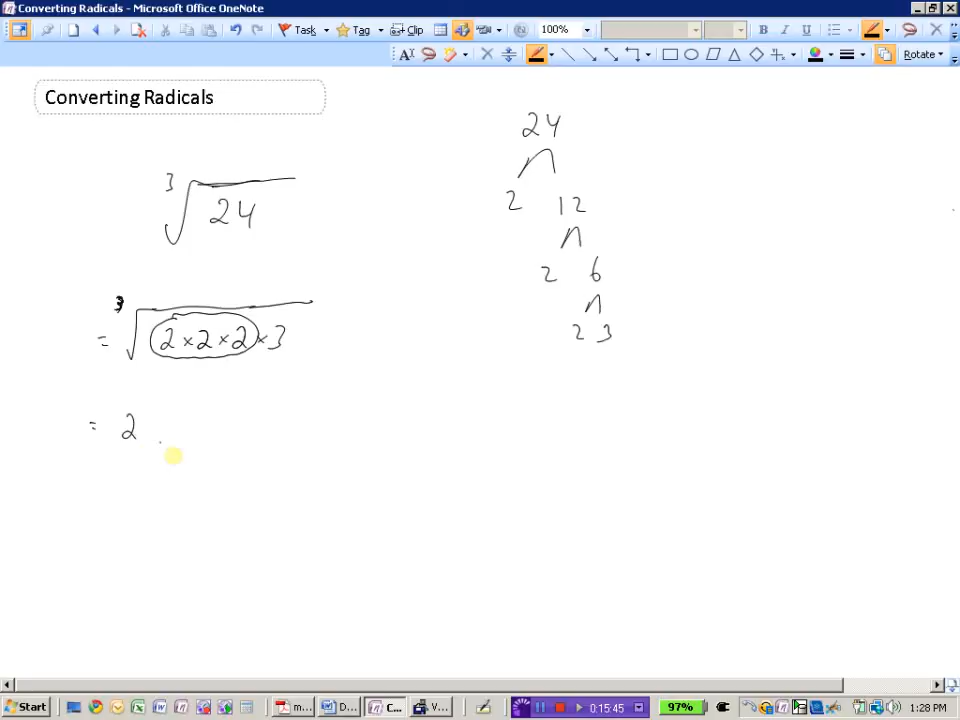 Converting Radicals - Microsoft Office OneNote
Task Tag Clip 100% B I U
A Rotate
Converting Radicals
3√24
= 3√2×2×2×3
= 2
24
2 12
2 6
2 3
Start m... D... C... V... 0:15:45 97% 1:28 PM